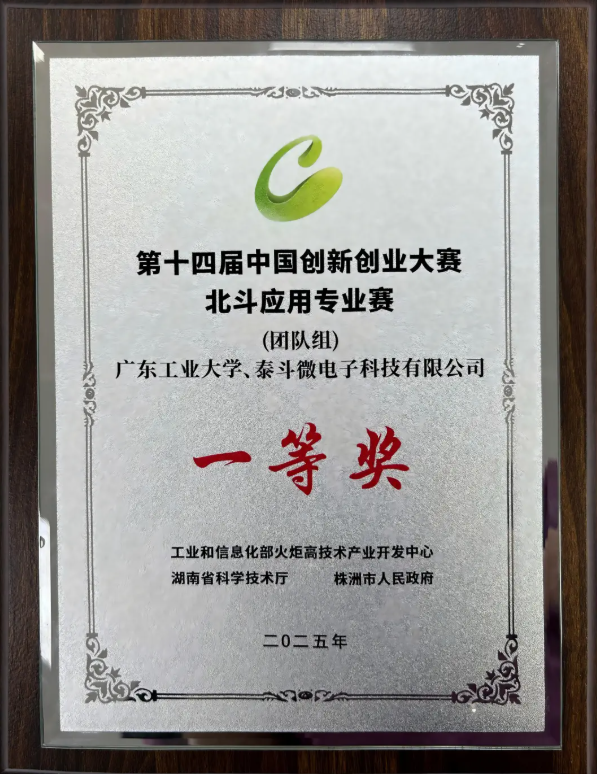 第十四届中国创新创业大赛
北斗应用专业赛
(团队组)
广东工业大学、泰斗微电子科技有限公司
一等奖
工业和信息化部火炬高技术产业开发中心
湖南省科学技术厅 株洲市人民政府
二〇二五年